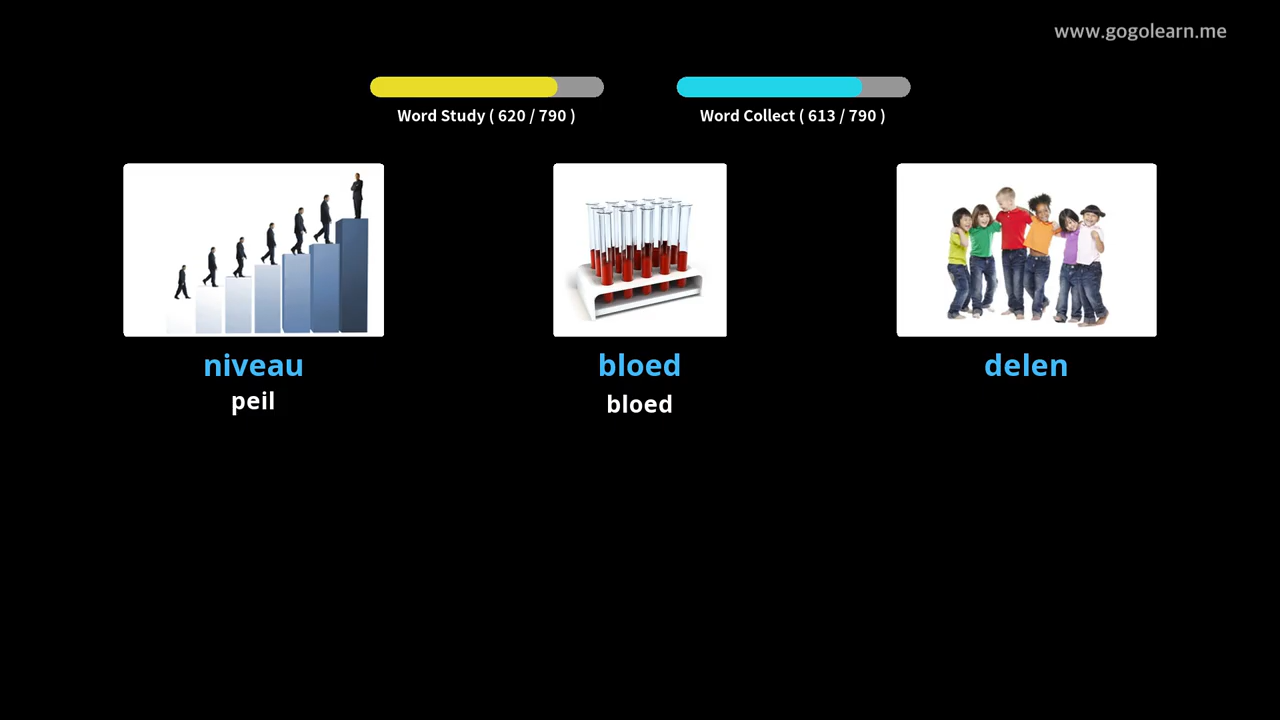 www.gogolearn.me
Word Study ( 620 / 790 )
Word Collect ( 613 / 790 )
niveau
peil
bloed
bloed
delen